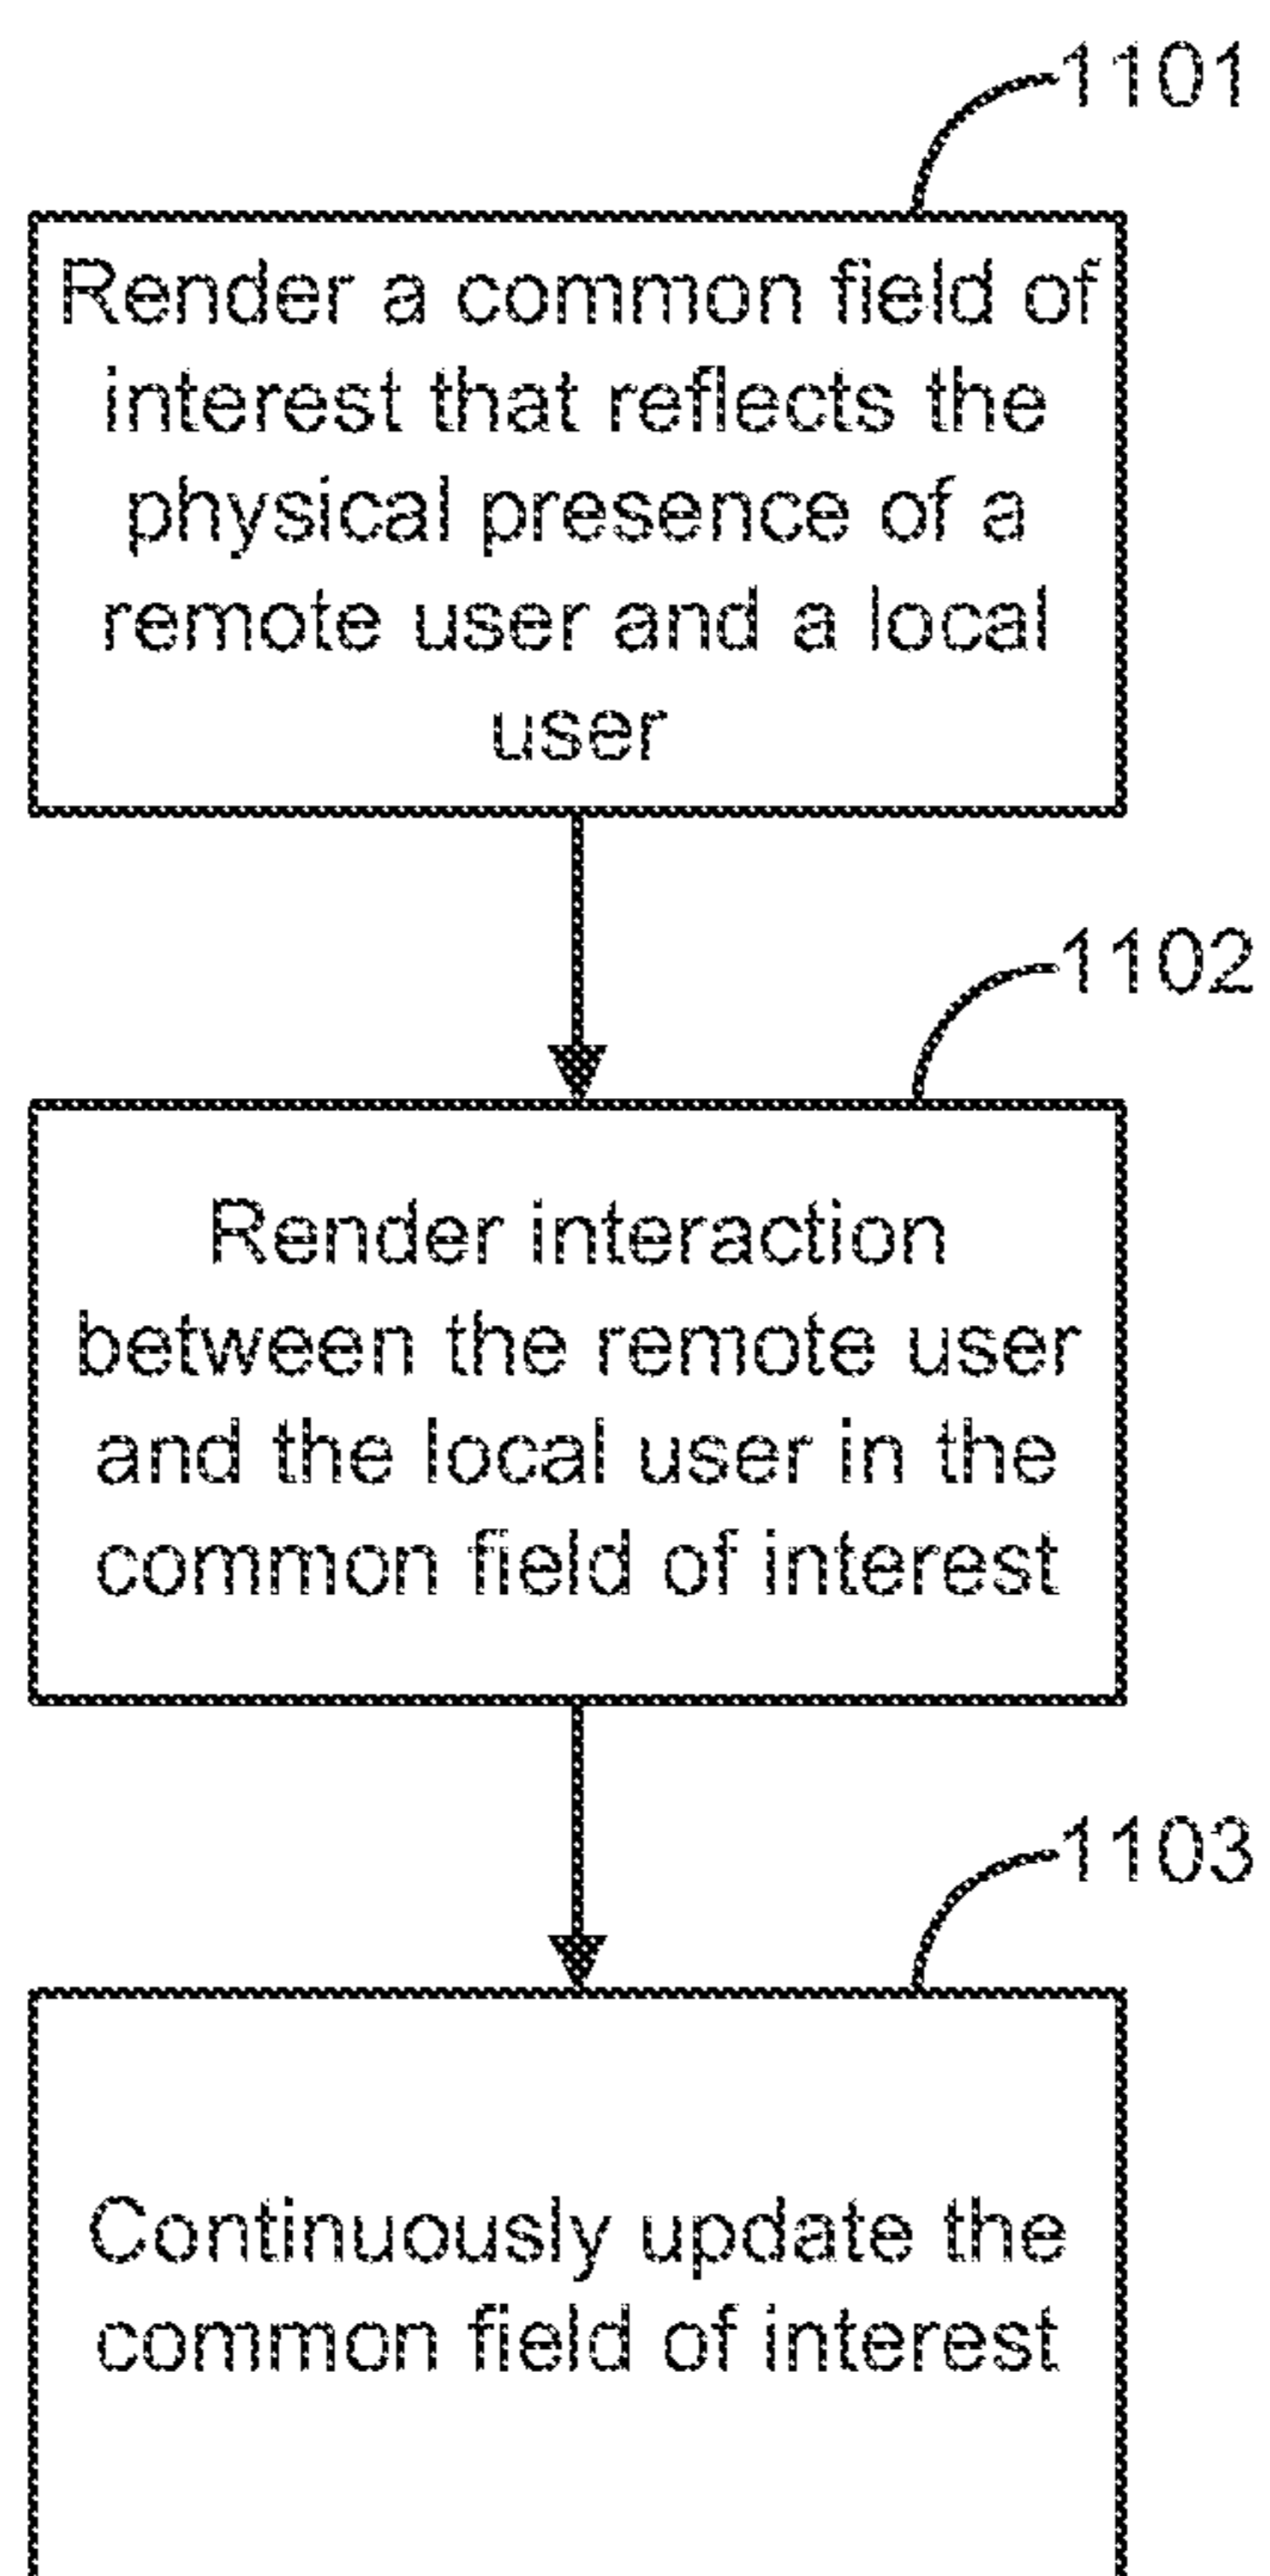 1101
Render a common field of
interest that reflects the
physical presence of a
remote user and a local
user
1102
Render interaction
between the remote user
and the local user in the
common field of interest
1103
Continuously update the
common field of interest